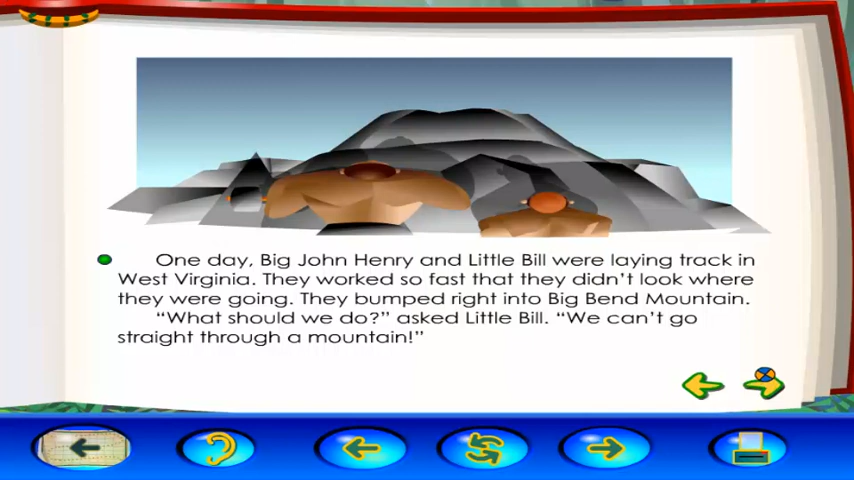 One day, Big John Henry and Little Bill were laying track in
West Virginia. They worked so fast that they didn't look where
they were going. They bumped right into Big Bend Mountain.
“What should we do?” asked Little Bill. “We can't go
straight through a mountain!”